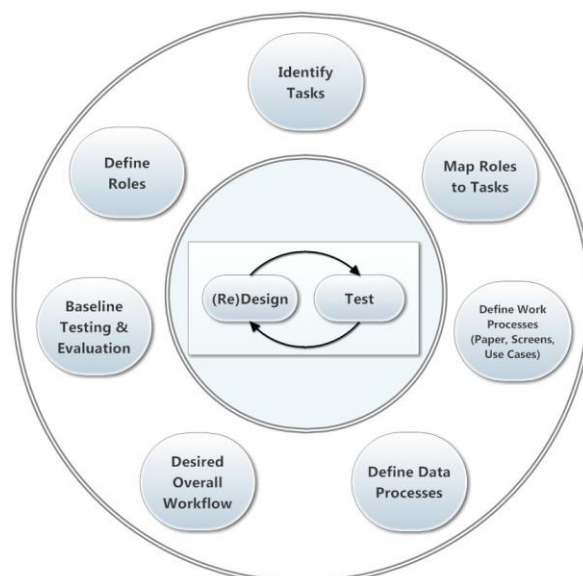 Identify
Tasks
Define
Roles
Map Roles
to Tasks
(Re)Design
Test
Baseline
Testing &
Evaluation
Define Work
Processes
(Paper, Screens,
Use Cases)
Desired
Overall
Workflow
Define Data
Processes